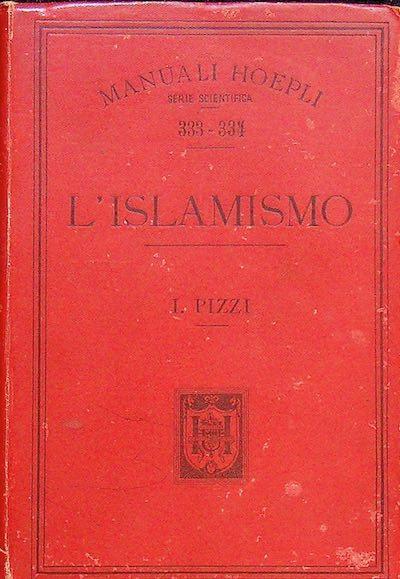 MANUALI HOEPLI
SERIE SCIENTIFICA
333-334
L'ISLAMISMO
I. PIZZI